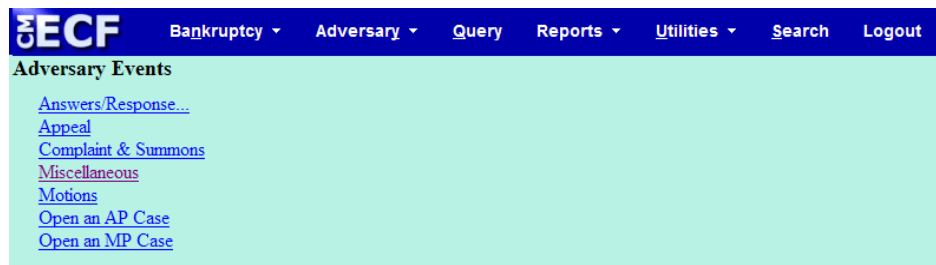 CM ECF Bankruptcy Adversary Query Reports Utilities Search Logout
Adversary Events
Answers/Response...
Appeal
Complaint & Summons
Miscellaneous
Motions
Open an AP Case
Open an MP Case